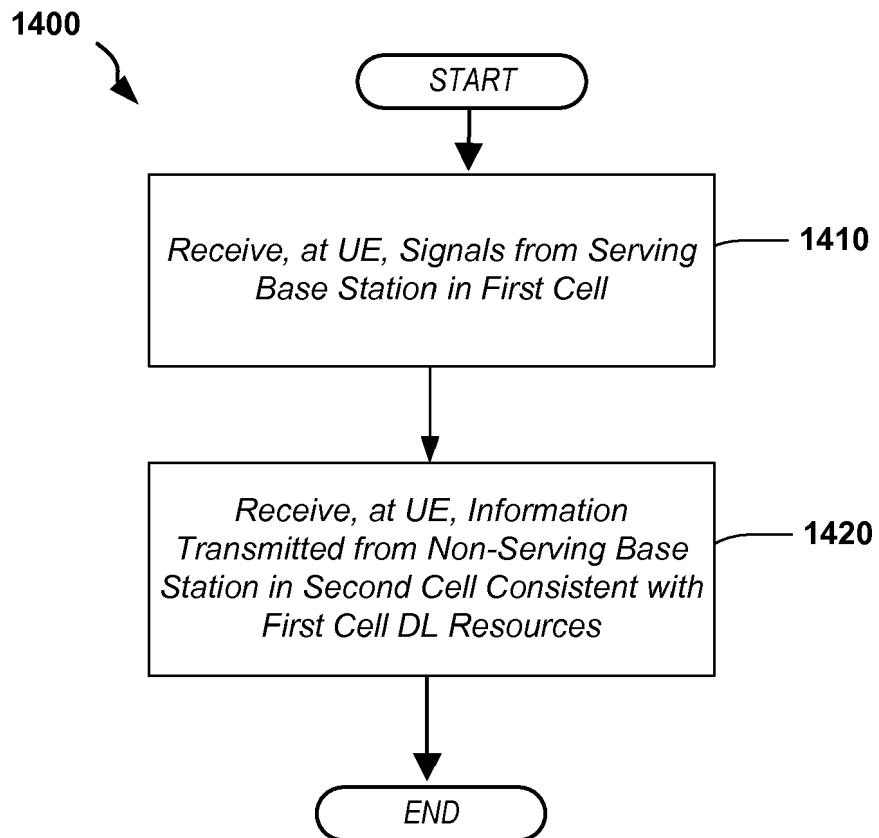 1400
START
Receive, at UE, Signals from Serving
Base Station in First Cell
1410
Receive, at UE, Information
Transmitted from Non-Serving Base
Station in Second Cell Consistent with
First Cell DL Resources
1420
END